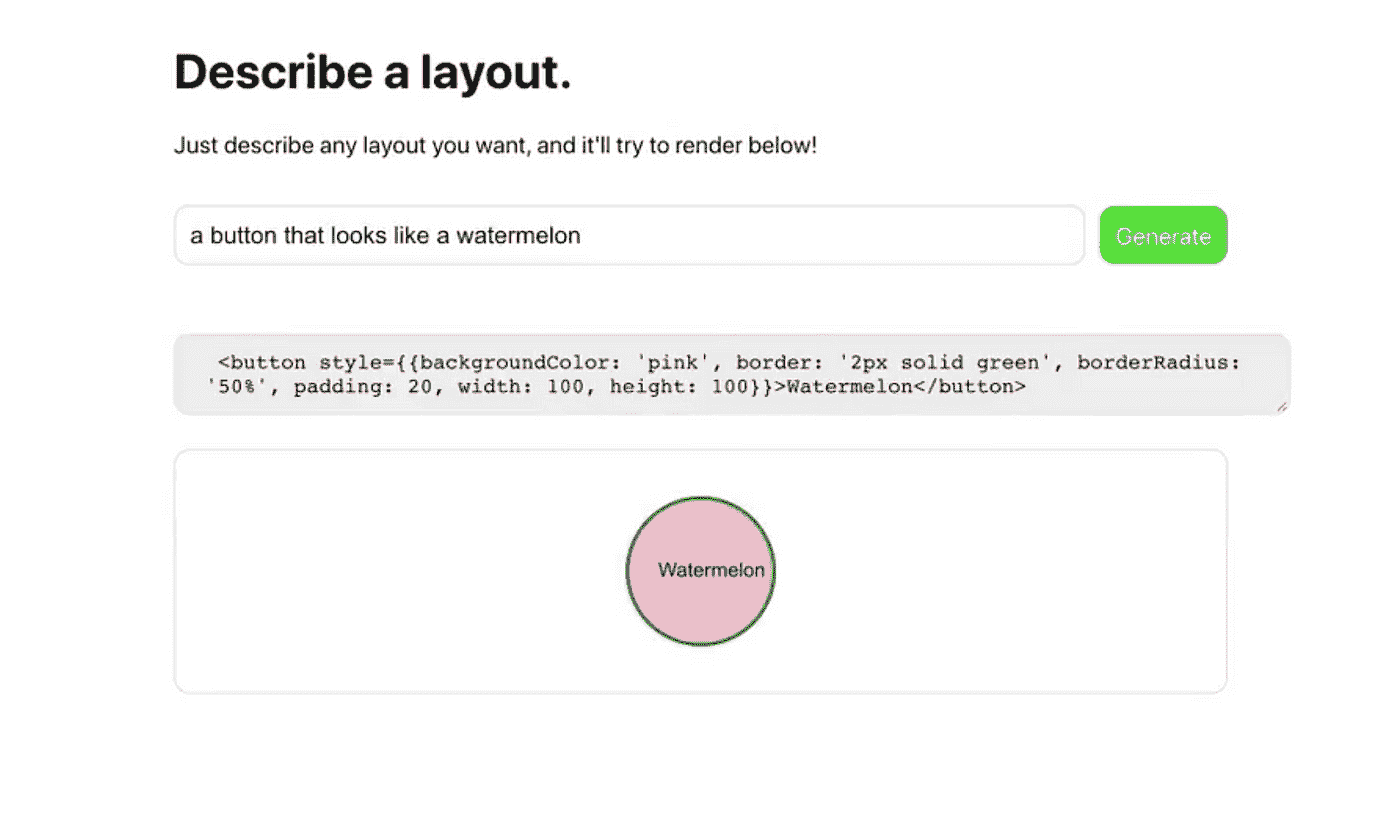 Describe a layout.
Just describe any layout you want, and it'll try to render below!
a button that looks like a watermelon
Generate
<button style={{backgroundColor: 'pink', border: '2px solid green', borderRadius:
'50%', padding: 20, width: 100, height: 100}}>Watermelon</button>
Watermelon